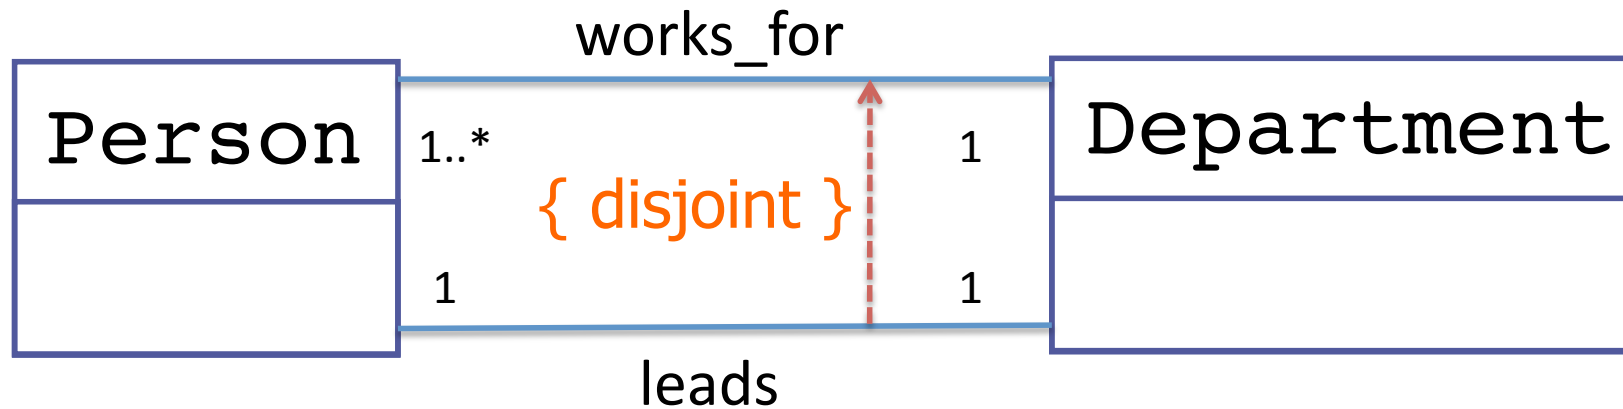 works_for
Person
Department
1..*
1
{ disjoint }
1
1
leads